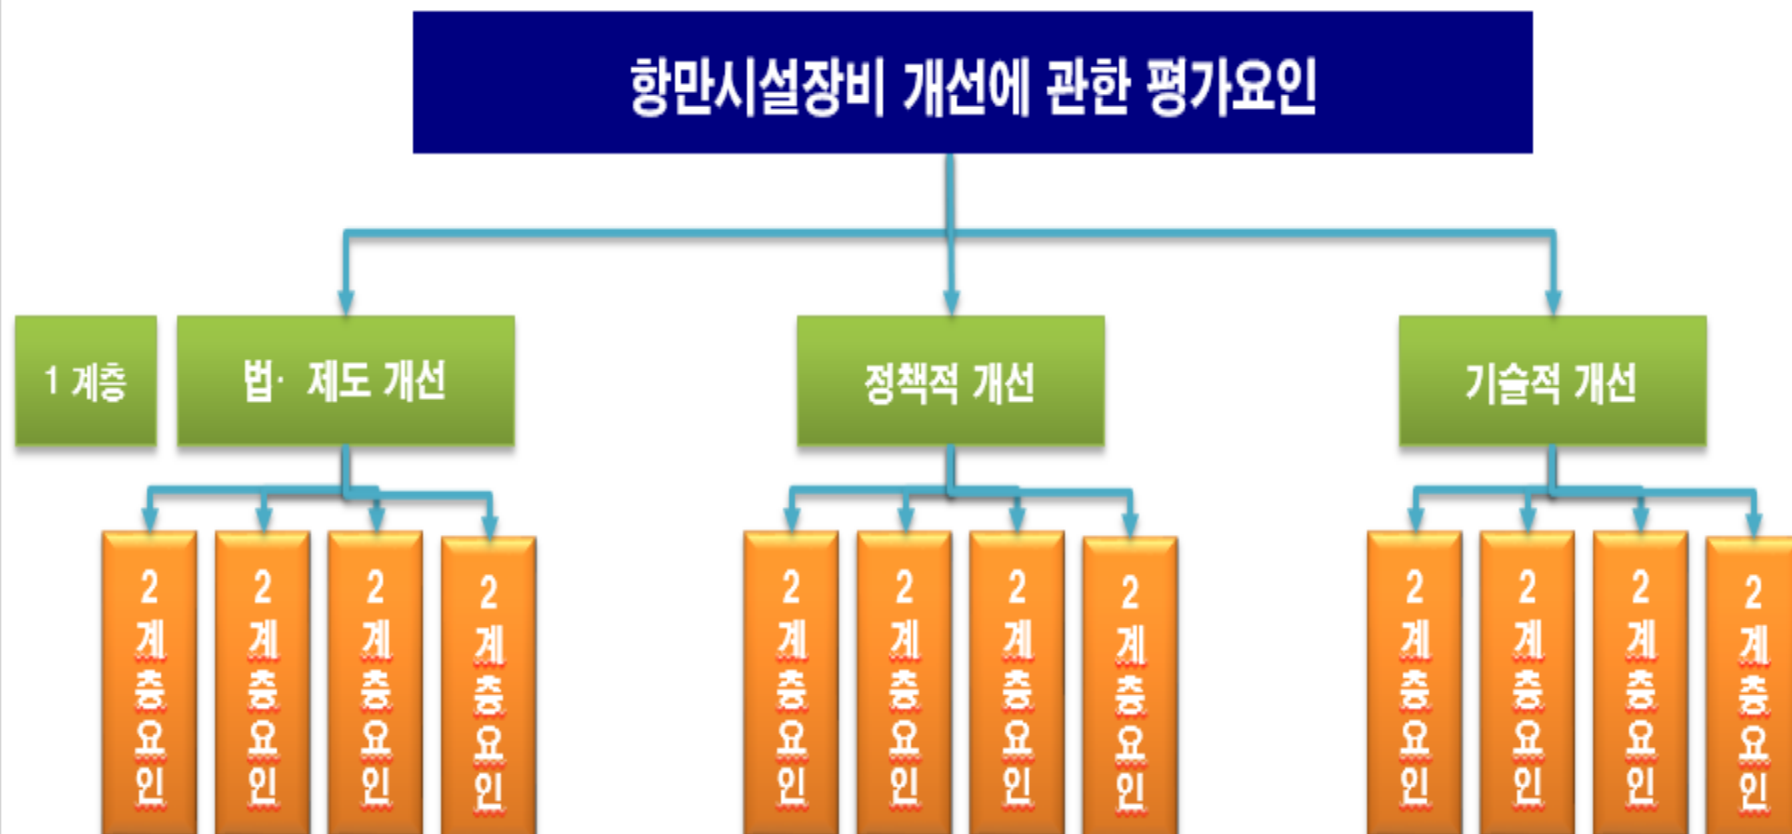 항만시설장비 개선에 관한 평가요인
1 계층
법· 제도 개선
정책적 개선
기술적 개선
2
계
층
요
인
2
계
층
요
인
2
계
층
요
인
2
계
층
요
인
2
계
층
요
인
2
계
층
요
인
2
계
층
요
인
2
계
층
요
인
2
계
층
요
인
2
계
층
요
인
2
계
층
요
인
2
계
층
요
인